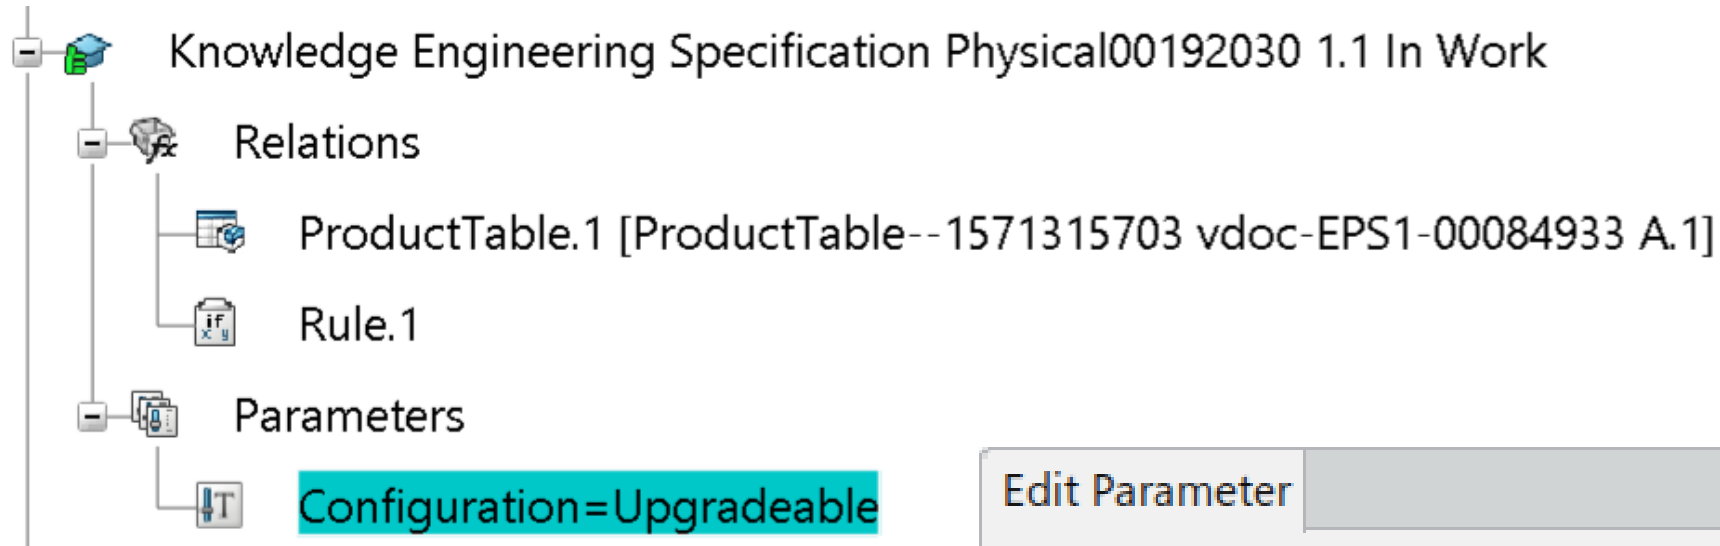 Knowledge Engineering Specification Physical00192030 1.1 In Work
Relations
ProductTable.1 [ProductTable--1571315703 vdoc-EPS1-00084933 A.1]
if x y
Rule.1
Parameters
T
Configuration=Upgradeable
Edit Parameter